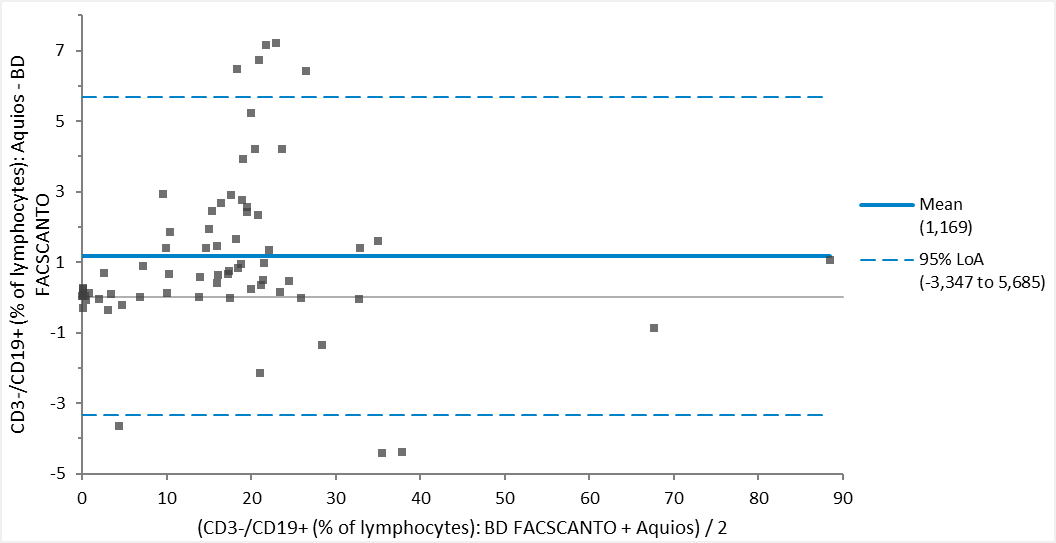 CD3-/CD19+ (% of lymphocytes): Aquios - BD
FACSCANTO
7
5
3
1
-1
-3
-5
0 10 20 30 40 50 60 70 80 90
(CD3-/CD19+ (% of lymphocytes): BD FACSCANTO + Aquios) / 2
Mean
(1,169)
95% LoA
(-3,347 to 5,685)